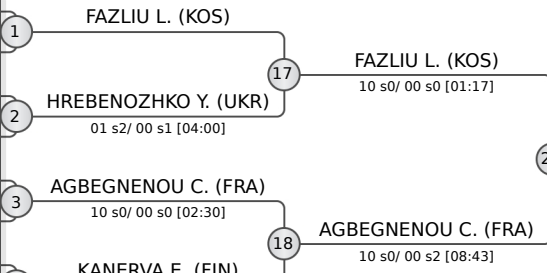 FAZLIU L. (KOS)
1
17
FAZLIU L. (KOS)
10 s0/ 00 s0 [01:17]
2
HREBENOZHKO Y. (UKR)
01 s2/ 00 s1 [04:00]
3
AGBEGNENOU C. (FRA)
10 s0/ 00 s0 [02:30]
18
AGBEGNENOU C. (FRA)
10 s0/ 00 s2 [08:43]
KANERVA E. (FIN)